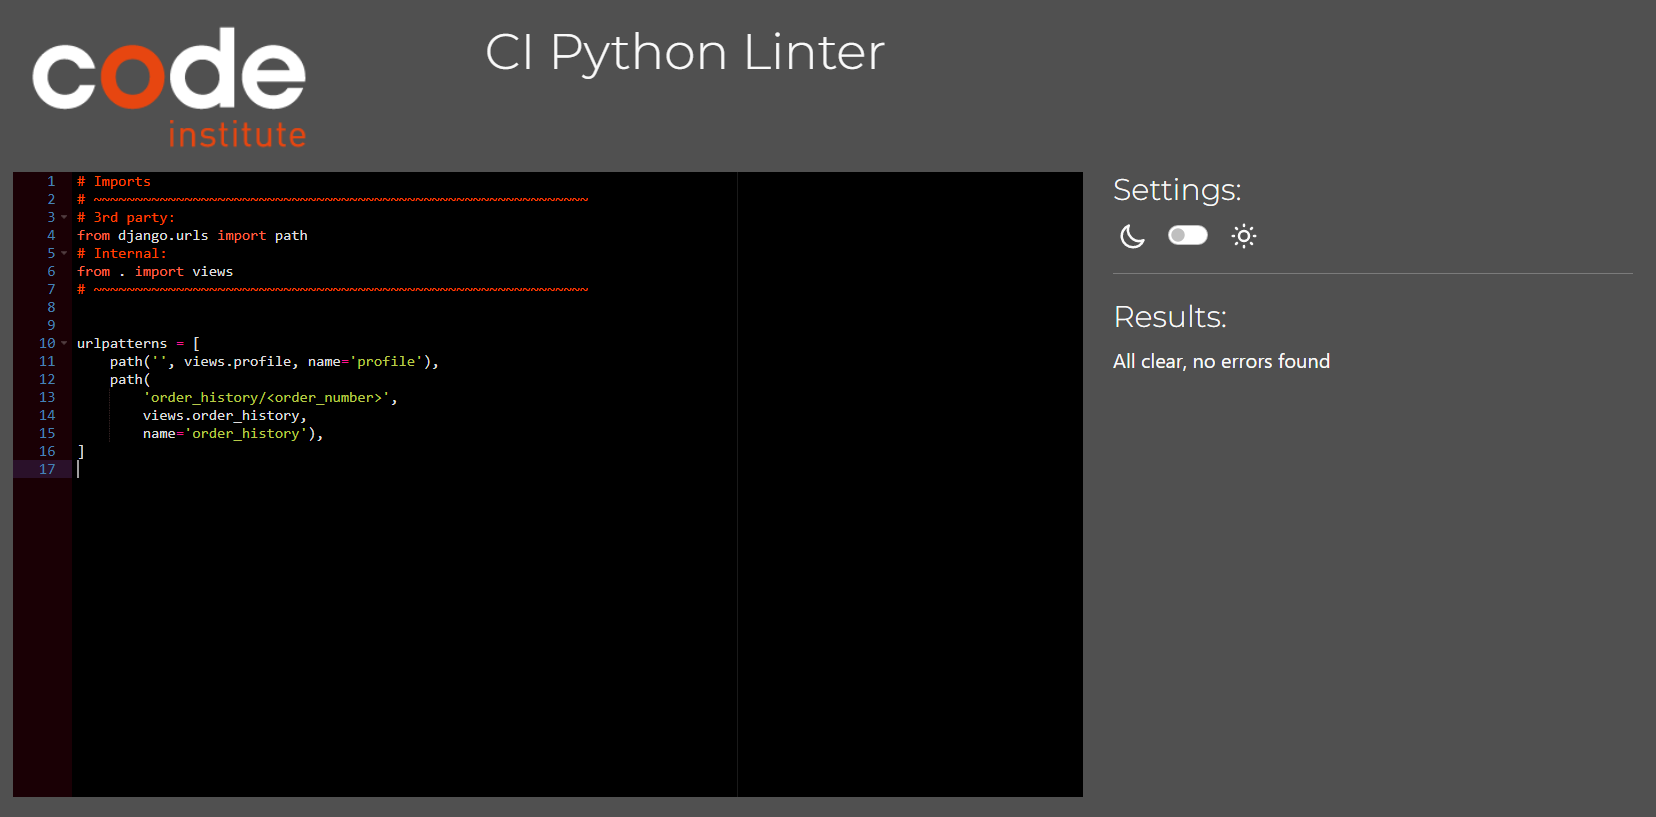 code
institute
CI Python Linter
1 # Imports
2 # ~~~~~~~~~~~~~~~~~~~~~~~~~~~~~~~~~~~~~~~~~~~~~~~~~~~~~~~~~~~~
3 # 3rd party:
4 from django.urls import path
5 # Internal:
6 from . import views
7 # ~~~~~~~~~~~~~~~~~~~~~~~~~~~~~~~~~~~~~~~~~~~~~~~~~~~~~~~~~~~~
8
9
10 urlpatterns = [
11     path('', views.profile, name='profile'),
12     path(
13         'order_history/<order_number>',
14         views.order_history,
15         name='order_history'),
16 ]
17
Settings:
Results:
All clear, no errors found